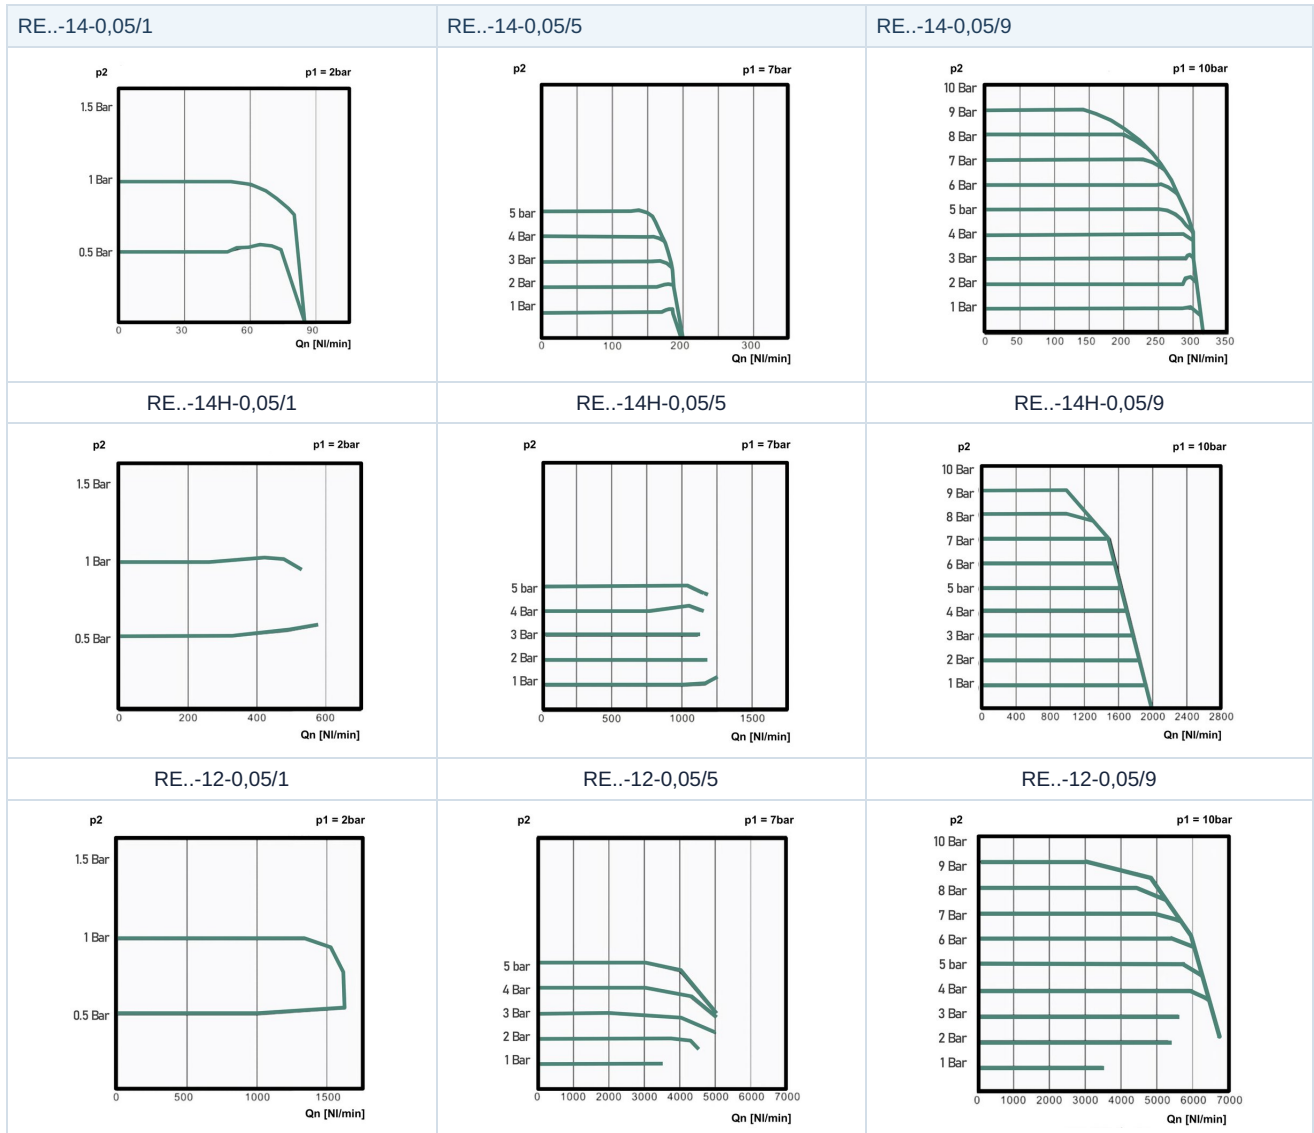 RE..-14-0,05/1
RE..-14-0,05/5
RE..-14-0,05/9
p2
p1 = 2bar
1.5 Bar
1 Bar
0.5 Bar
0 30 60 90
Qn [Nl/min]
p2
p1 = 7bar
5 bar
4 Bar
3 Bar
2 Bar
1 Bar
0 100 200 300
Qn [Nl/min]
p2
p1 = 10bar
10 Bar
9 Bar
8 Bar
7 Bar
6 Bar
5 bar
4 Bar
3 Bar
2 Bar
1 Bar
0 50 100 150 200 250 300 350
Qn [Nl/min]
RE..-14H-0,05/1
RE..-14H-0,05/5
RE..-14H-0,05/9
p2
p1 = 2bar
1.5 Bar
1 Bar
0.5 Bar
0 200 400 600
Qn [Nl/min]
p2
p1 = 7bar
5 bar
4 Bar
3 Bar
2 Bar
1 Bar
0 500 1000 1500
Qn [Nl/min]
p2
p1 = 10bar
10 Bar
9 Bar
8 Bar
7 Bar
6 Bar
5 bar
4 Bar
3 Bar
2 Bar
1 Bar
0 400 800 1200 1600 2000 2400 2800
Qn [Nl/min]
RE..-12-0,05/1
RE..-12-0,05/5
RE..-12-0,05/9
p2
p1 = 2bar
1.5 Bar
1 Bar
0.5 Bar
0 500 1000 1500
Qn [Nl/min]
p2
p1 = 7bar
5 bar
4 Bar
3 Bar
2 Bar
1 Bar
0 1000 2000 3000 4000 5000 6000 7000
Qn [Nl/min]
p2
p1 = 10bar
10 Bar
9 Bar
8 Bar
7 Bar
6 Bar
5 bar
4 Bar
3 Bar
2 Bar
1 Bar
0 1000 2000 3000 4000 5000 6000 7000
Qn [Nl/min]